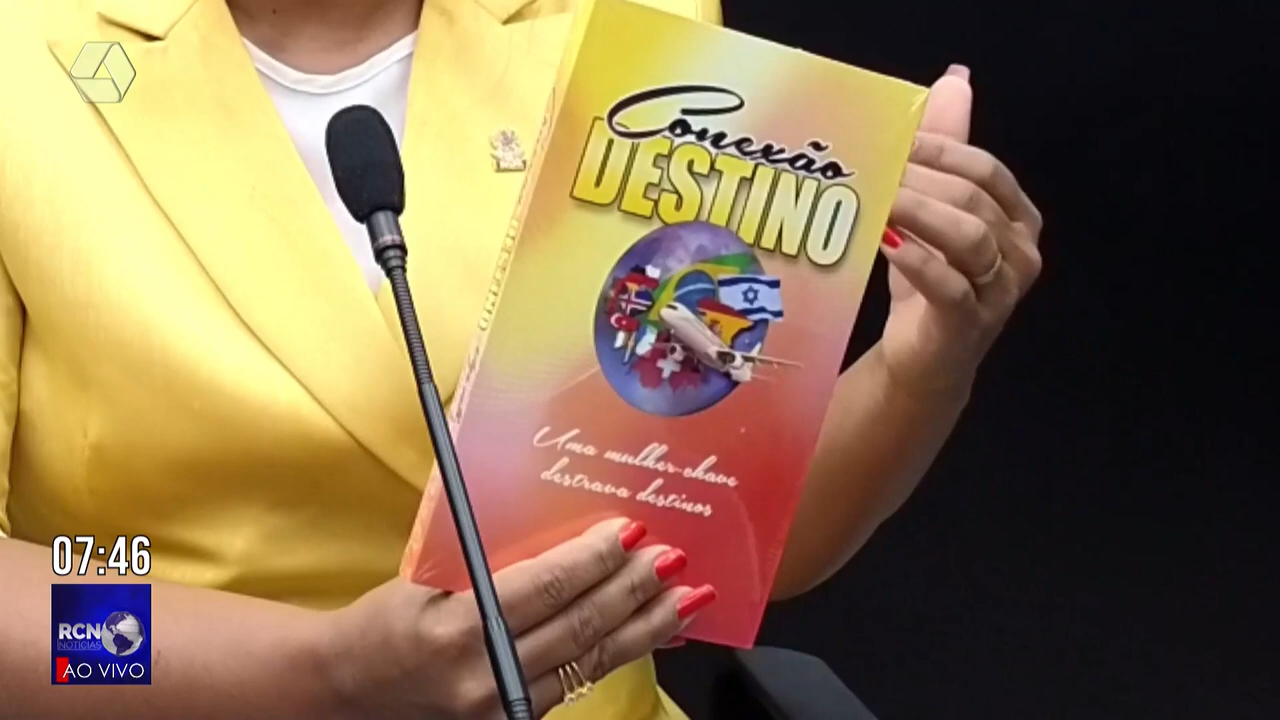 Conexão
DESTINO
Uma mulher-chave
destrava destinos
07:46
RCN
NOTÍCIAS
AO VIVO